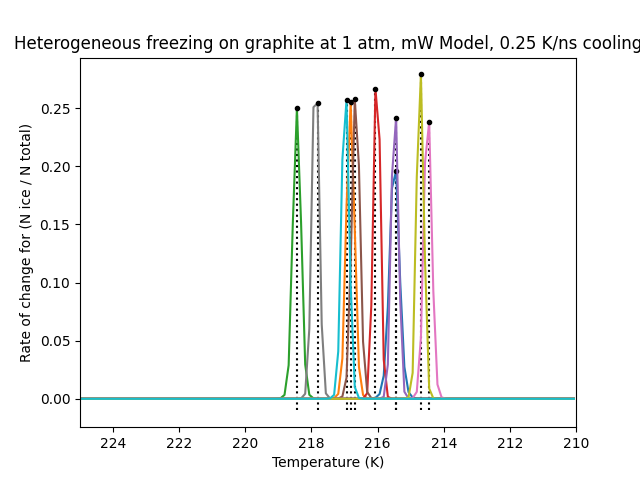 Heterogeneous freezing on graphite at 1 atm, mW Model, 0.25 K/ns cooling
Rate of change for (N ice / N total)
0.25
0.20
0.15
0.10
0.05
0.00
224 222 220 218 216 214 212 210
Temperature (K)